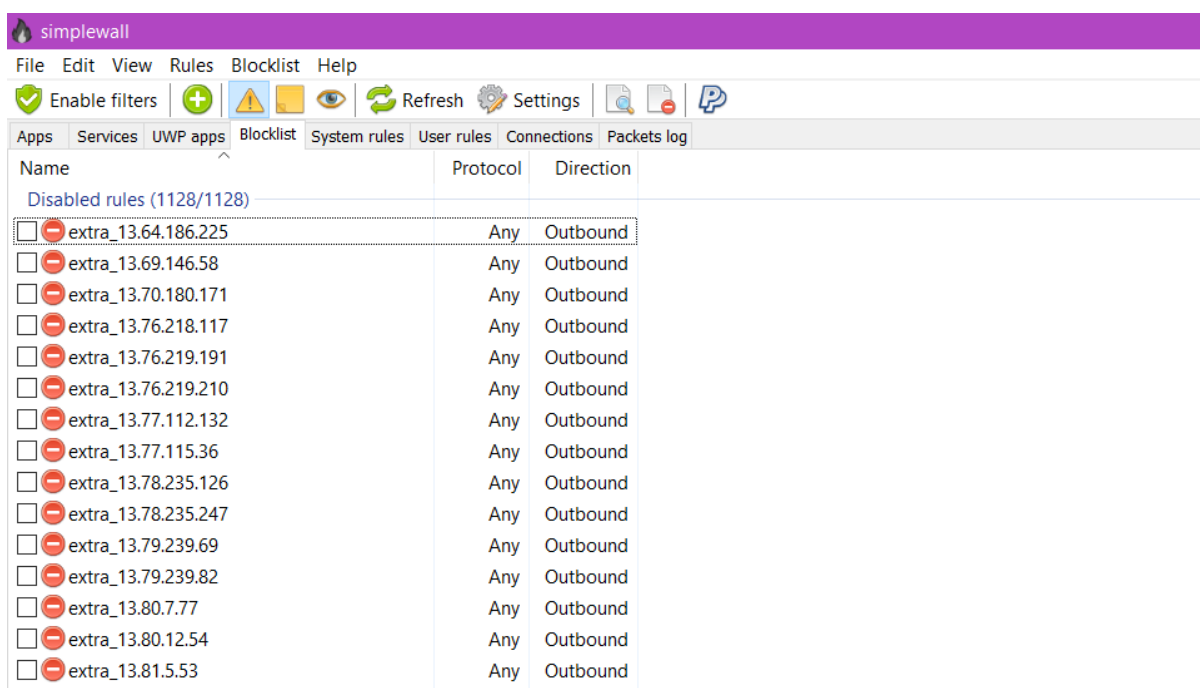 simplewall
File Edit View Rules Blocklist Help
Enable filters Refresh Settings
Apps Services UWP apps Blocklist System rules User rules Connections Packets log
Name Protocol Direction
Disabled rules (1128/1128)
extra_13.64.186.225 Any Outbound
extra_13.69.146.58 Any Outbound
extra_13.70.180.171 Any Outbound
extra_13.76.218.117 Any Outbound
extra_13.76.219.191 Any Outbound
extra_13.76.219.210 Any Outbound
extra_13.77.112.132 Any Outbound
extra_13.77.115.36 Any Outbound
extra_13.78.235.126 Any Outbound
extra_13.78.235.247 Any Outbound
extra_13.79.239.69 Any Outbound
extra_13.79.239.82 Any Outbound
extra_13.80.7.77 Any Outbound
extra_13.80.12.54 Any Outbound
extra_13.81.5.53 Any Outbound